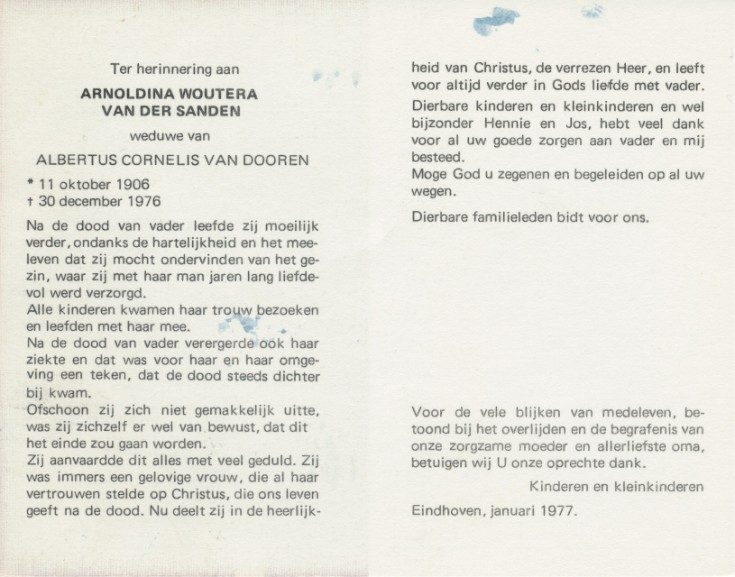 Ter herinnering aan
ARNOLDINA WOUTERA
VAN DER SANDEN
weduwe van
ALBERTUS CORNELIS VAN DOOREN
* 11 oktober 1906
† 30 december 1976
Na de dood van vader leefde zij moeilijk
verder, ondanks de hartelijkheid en het mee-
leven dat zij mocht ondervinden van het ge-
zin, waar zij met haar man jaren lang liefde-
vol werd verzorgd.
Alle kinderen kwamen haar trouw bezoeken
en leefden met haar mee.
Na de dood van vader verergerde ook haar
ziekte en dat was voor haar en haar omge-
ving een teken, dat de dood steeds dichter
bij kwam.
Ofschoon zij zich niet gemakkelijk uitte,
was zij zichzelf er wel van bewust, dat dit
het einde zou gaan worden.
Zij aanvaardde dit alles met veel geduld. Zij
was immers een gelovige vrouw, die al haar
vertrouwen stelde op Christus, die ons leven
geeft na de dood. Nu deelt zij in de heerlijk-
heid van Christus, de verrezen Heer, en leeft
voor altijd verder in Gods liefde met vader.
Dierbare kinderen en kleinkinderen en wel
bijzonder Hennie en Jos, hebt veel dank
voor al uw goede zorgen aan vader en mij
besteed.
Moge God u zegenen en begeleiden op al uw
wegen.
Dierbare familieleden bidt voor ons.
Voor de vele blijken van medeleven, be-
toond bij het overlijden en de begrafenis van
onze zorgzame moeder en allerliefste oma,
betuigen wij U onze oprechte dank.
Kinderen en kleinkinderen
Eindhoven, januari 1977.